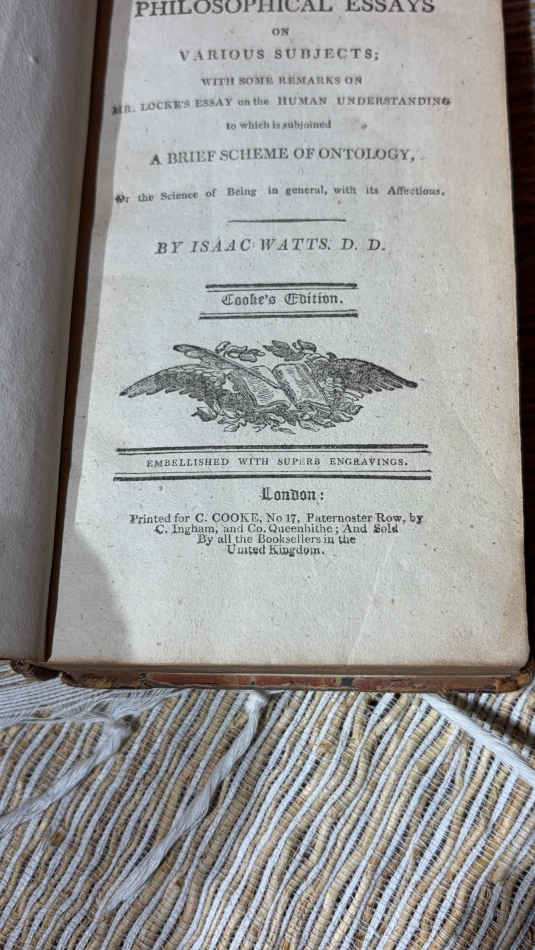 PHILOSOPHICAL ESSAYS
ON
VARIOUS SUBJECTS;
WITH SOME REMARKS ON
MR. LOCKE'S ESSAY on the HUMAN UNDERSTANDING
to which is subjoined
A BRIEF SCHEME OF ONTOLOGY,
Or the Science of Being in general, with its Affections.
BY ISAAC WATTS. D. D.
Cooke's Edition.
EMBELLISHED WITH SUPERB ENGRAVINGS.
London:
Printed for C. COOKE, No 17, Paternoster Row, by
C. Ingham, and Co. Queenhithe; And Sold
By all the Booksellers in the
United Kingdom.